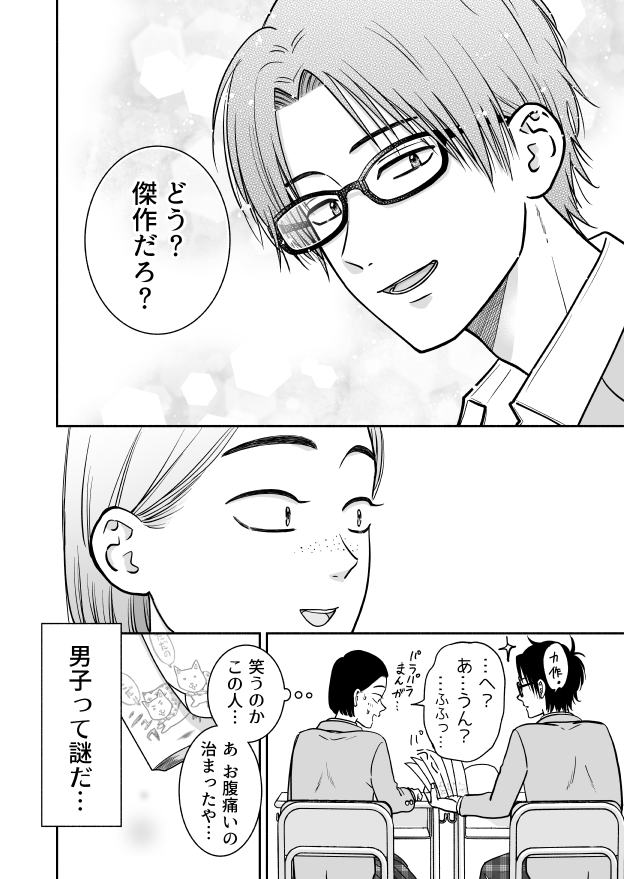 どう？
傑作だろ？
力作。
…へ？
あ…うん？
…ふふっ…
パラパラ
まんが…
パラ
笑うのか
この人…
あ お腹痛いの
治まったや…
男子って謎だ…